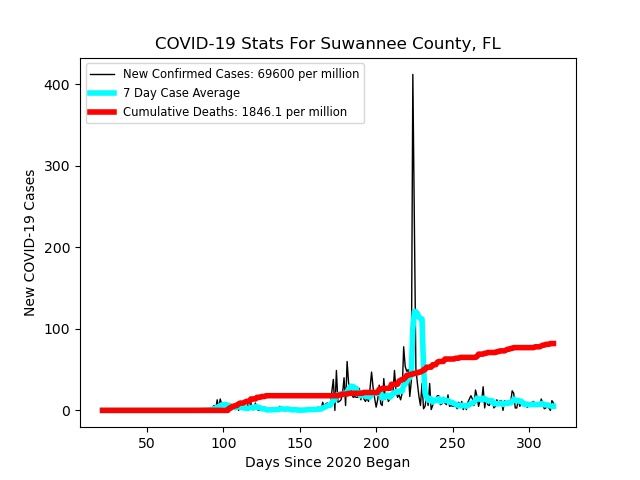 COVID-19 Stats For Suwannee County, FL
New Confirmed Cases: 69600 per million
7 Day Case Average
Cumulative Deaths: 1846.1 per million
New COVID-19 Cases
400
300
200
100
0
50 100 150 200 250 300
Days Since 2020 Began